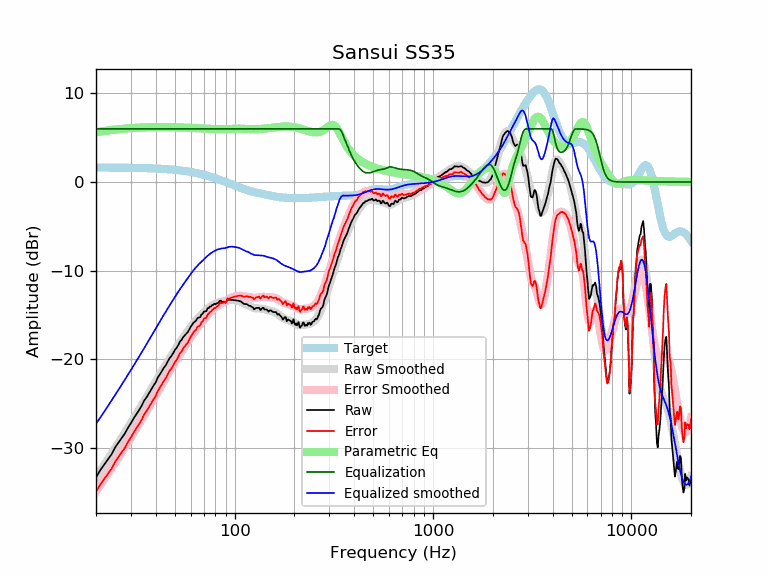 Sansui SS35
Amplitude (dBr)
10
0
−10
−20
−30
Target
Raw Smoothed
Error Smoothed
Raw
Error
Parametric Eq
Equalization
Equalized smoothed
100
1000
10000
Frequency (Hz)